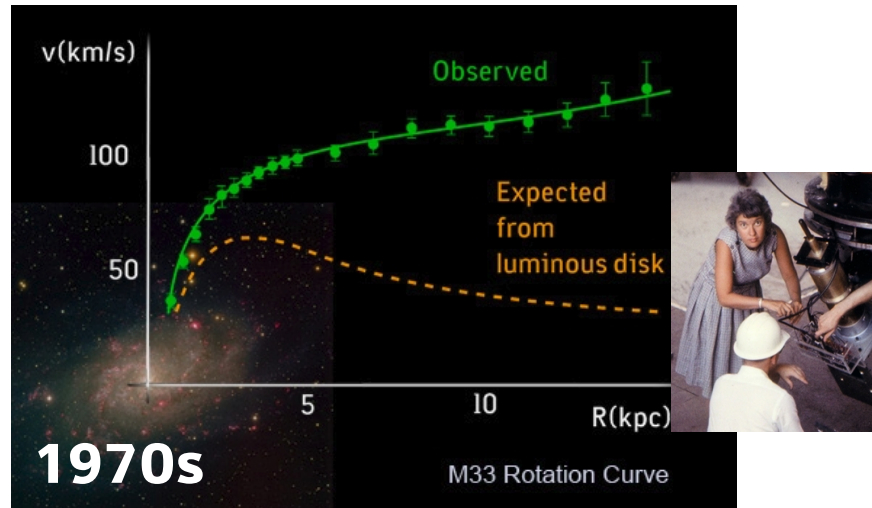 v(km/s)
Observed
100
Expected
from
luminous disk
50
5
10
R(kpc)
1970s
M33 Rotation Curve